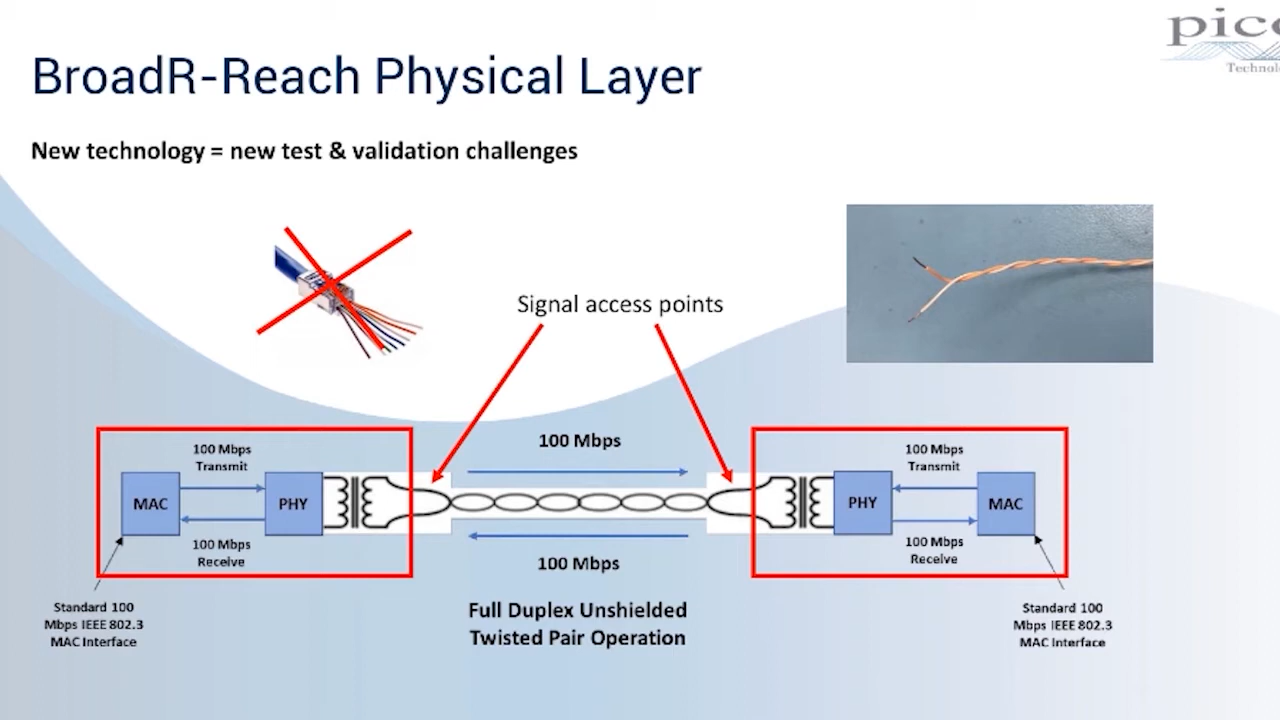 pico
Technolo
BroadR-Reach Physical Layer
New technology = new test & validation challenges
Signal access points
100 Mbps
Transmit
MAC
PHY
100 Mbps
Receive
100 Mbps
100 Mbps
100 Mbps
Transmit
PHY
MAC
100 Mbps
Receive
Standard 100
Mbps IEEE 802.3
MAC Interface
Full Duplex Unshielded
Twisted Pair Operation
Standard 100
Mbps IEEE 802.3
MAC Interface